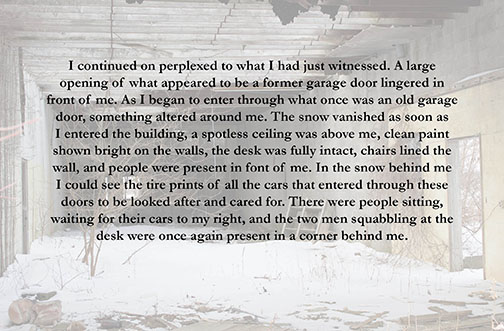 I continued on perplexed to what I had just witnessed. A large
opening of what appeared to be a former garage door lingered in
front of me. As I began to enter through what once was an old garage
door, something altered around me. The snow vanished as soon as
I entered the building, a spotless ceiling was above me, clean paint
shown bright on the walls, the desk was fully intact, chairs lined the
wall, and people were present in font of me. In the snow behind me
I could see the tire prints of all the cars that entered through these
doors to be looked after and cared for. There were people sitting,
waiting for their cars to my right, and the two men squabbling at the
desk were once again present in a corner behind me.